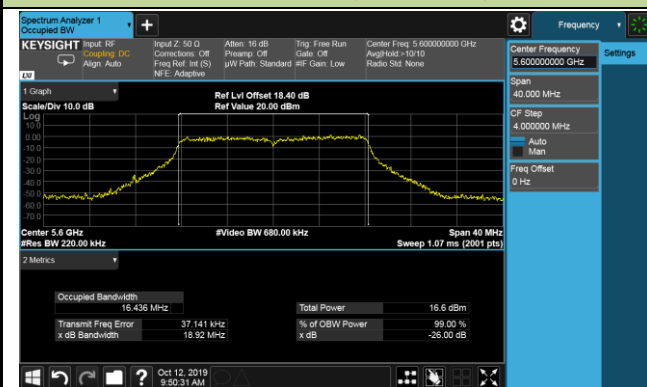 Spectrum Analyzer 1
Occupied BW
+
Frequency
KEYSIGHT
Input: RF
Coupling: DC
Align: Auto
Input Z: 50 Ω
Corrections: Off
Freq Ref: Int (S)
NFE: Adaptive
Atten: 16 dB
Preamp: Off
µW Path: Standard
Trig: Free Run
Gate: Off
#IF Gain: Low
Center Freq: 5.600000000 GHz
Avg|Hold:>10/10
Radio Std: None
LXI
1 Graph
Scale/Div 10.0 dB
Ref Lvl Offset 18.40 dB
Ref Value 20.00 dBm
Log
10.0
0.00
-10.0
-20.0
-30.0
-40.0
-50.0
-60.0
-70.0
Center 5.6 GHz
#Res BW 220.00 kHz
#Video BW 680.00 kHz
Span 40 MHz
Sweep 1.07 ms (2001 pts)
2 Metrics
Occupied Bandwidth
16.436 MHz
Total Power 16.6 dBm
Transmit Freq Error 37.141 kHz
% of OBW Power 99.00 %
x dB Bandwidth 18.92 MHz
x dB -26.00 dB
Center Frequency
5.600000000 GHz
Settings
Span
40.000 MHz
CF Step
4.000000 MHz
Auto
Man
Freq Offset
0 Hz
?
Oct 12, 2019
9:50:31 AM